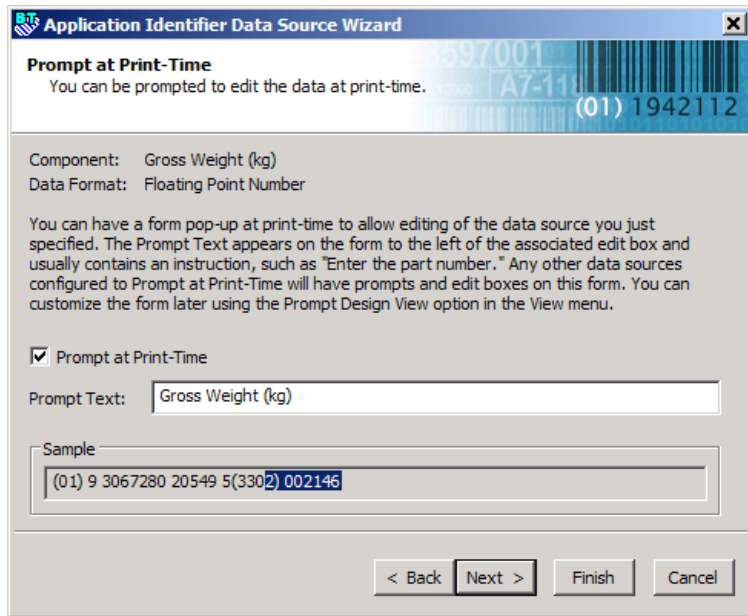 Application Identifier Data Source Wizard
Prompt at Print-Time
You can be prompted to edit the data at print-time.
3597001
A7-118
(01) 1942112
Component: Gross Weight (kg)
Data Format: Floating Point Number
You can have a form pop-up at print-time to allow editing of the data source you just
specified. The Prompt Text appears on the form to the left of the associated edit box and
usually contains an instruction, such as "Enter the part number." Any other data sources
configured to Prompt at Print-Time will have prompts and edit boxes on this form. You can
customize the form later using the Prompt Design View option in the View menu.
Prompt at Print-Time
Prompt Text: Gross Weight (kg)
Sample
(01) 9 3067280 20549 5(3302) 002146
< Back Next > Finish Cancel